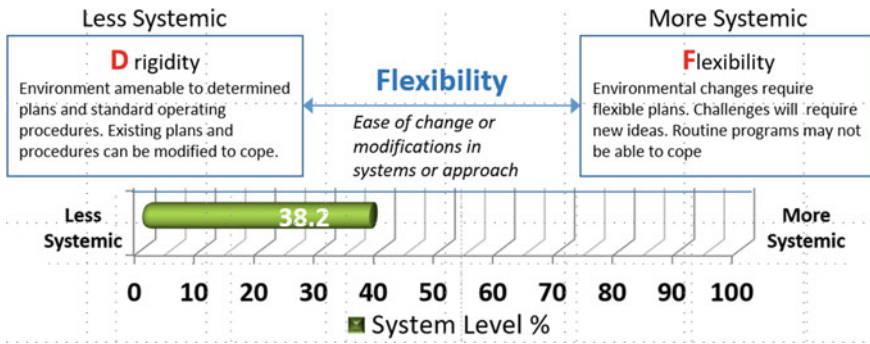 Less Systemic
More Systemic
D rigidity
Environment amenable to determined
plans and standard operating
procedures. Existing plans and
procedures can be modified to cope.
Flexibility
Ease of change or
modifications in
systems or approach
Flexibility
Environmental changes require
flexible plans. Challenges will require
new ideas. Routine programs may not
be able to cope
Less
Systemic
38.2
More
Systemic
0 10 20 30 40 50 60 70 80 90 100
System Level %